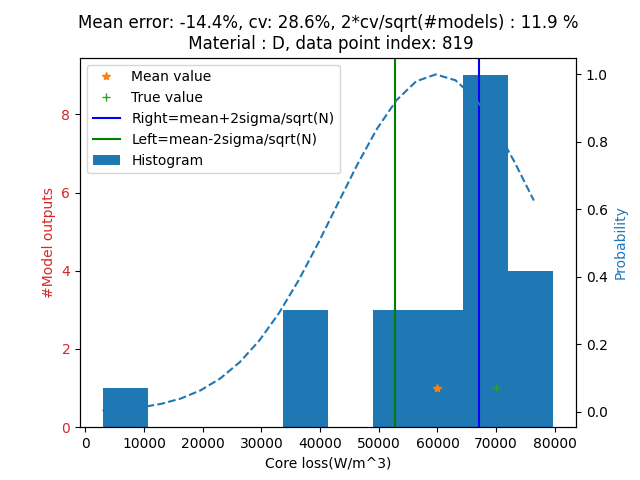 Mean error: -14.4%, cv: 28.6%, 2*cv/sqrt(#models) : 11.9 %
Material : D, data point index: 819
Mean value
True value
Right=mean+2sigma/sqrt(N)
Left=mean-2sigma/sqrt(N)
Histogram
#Model outputs
0
2
4
6
8
0 10000 20000 30000 40000 50000 60000 70000 80000
Core loss(W/m^3)
1.0
0.8
0.6
0.4
0.2
0.0
Probability